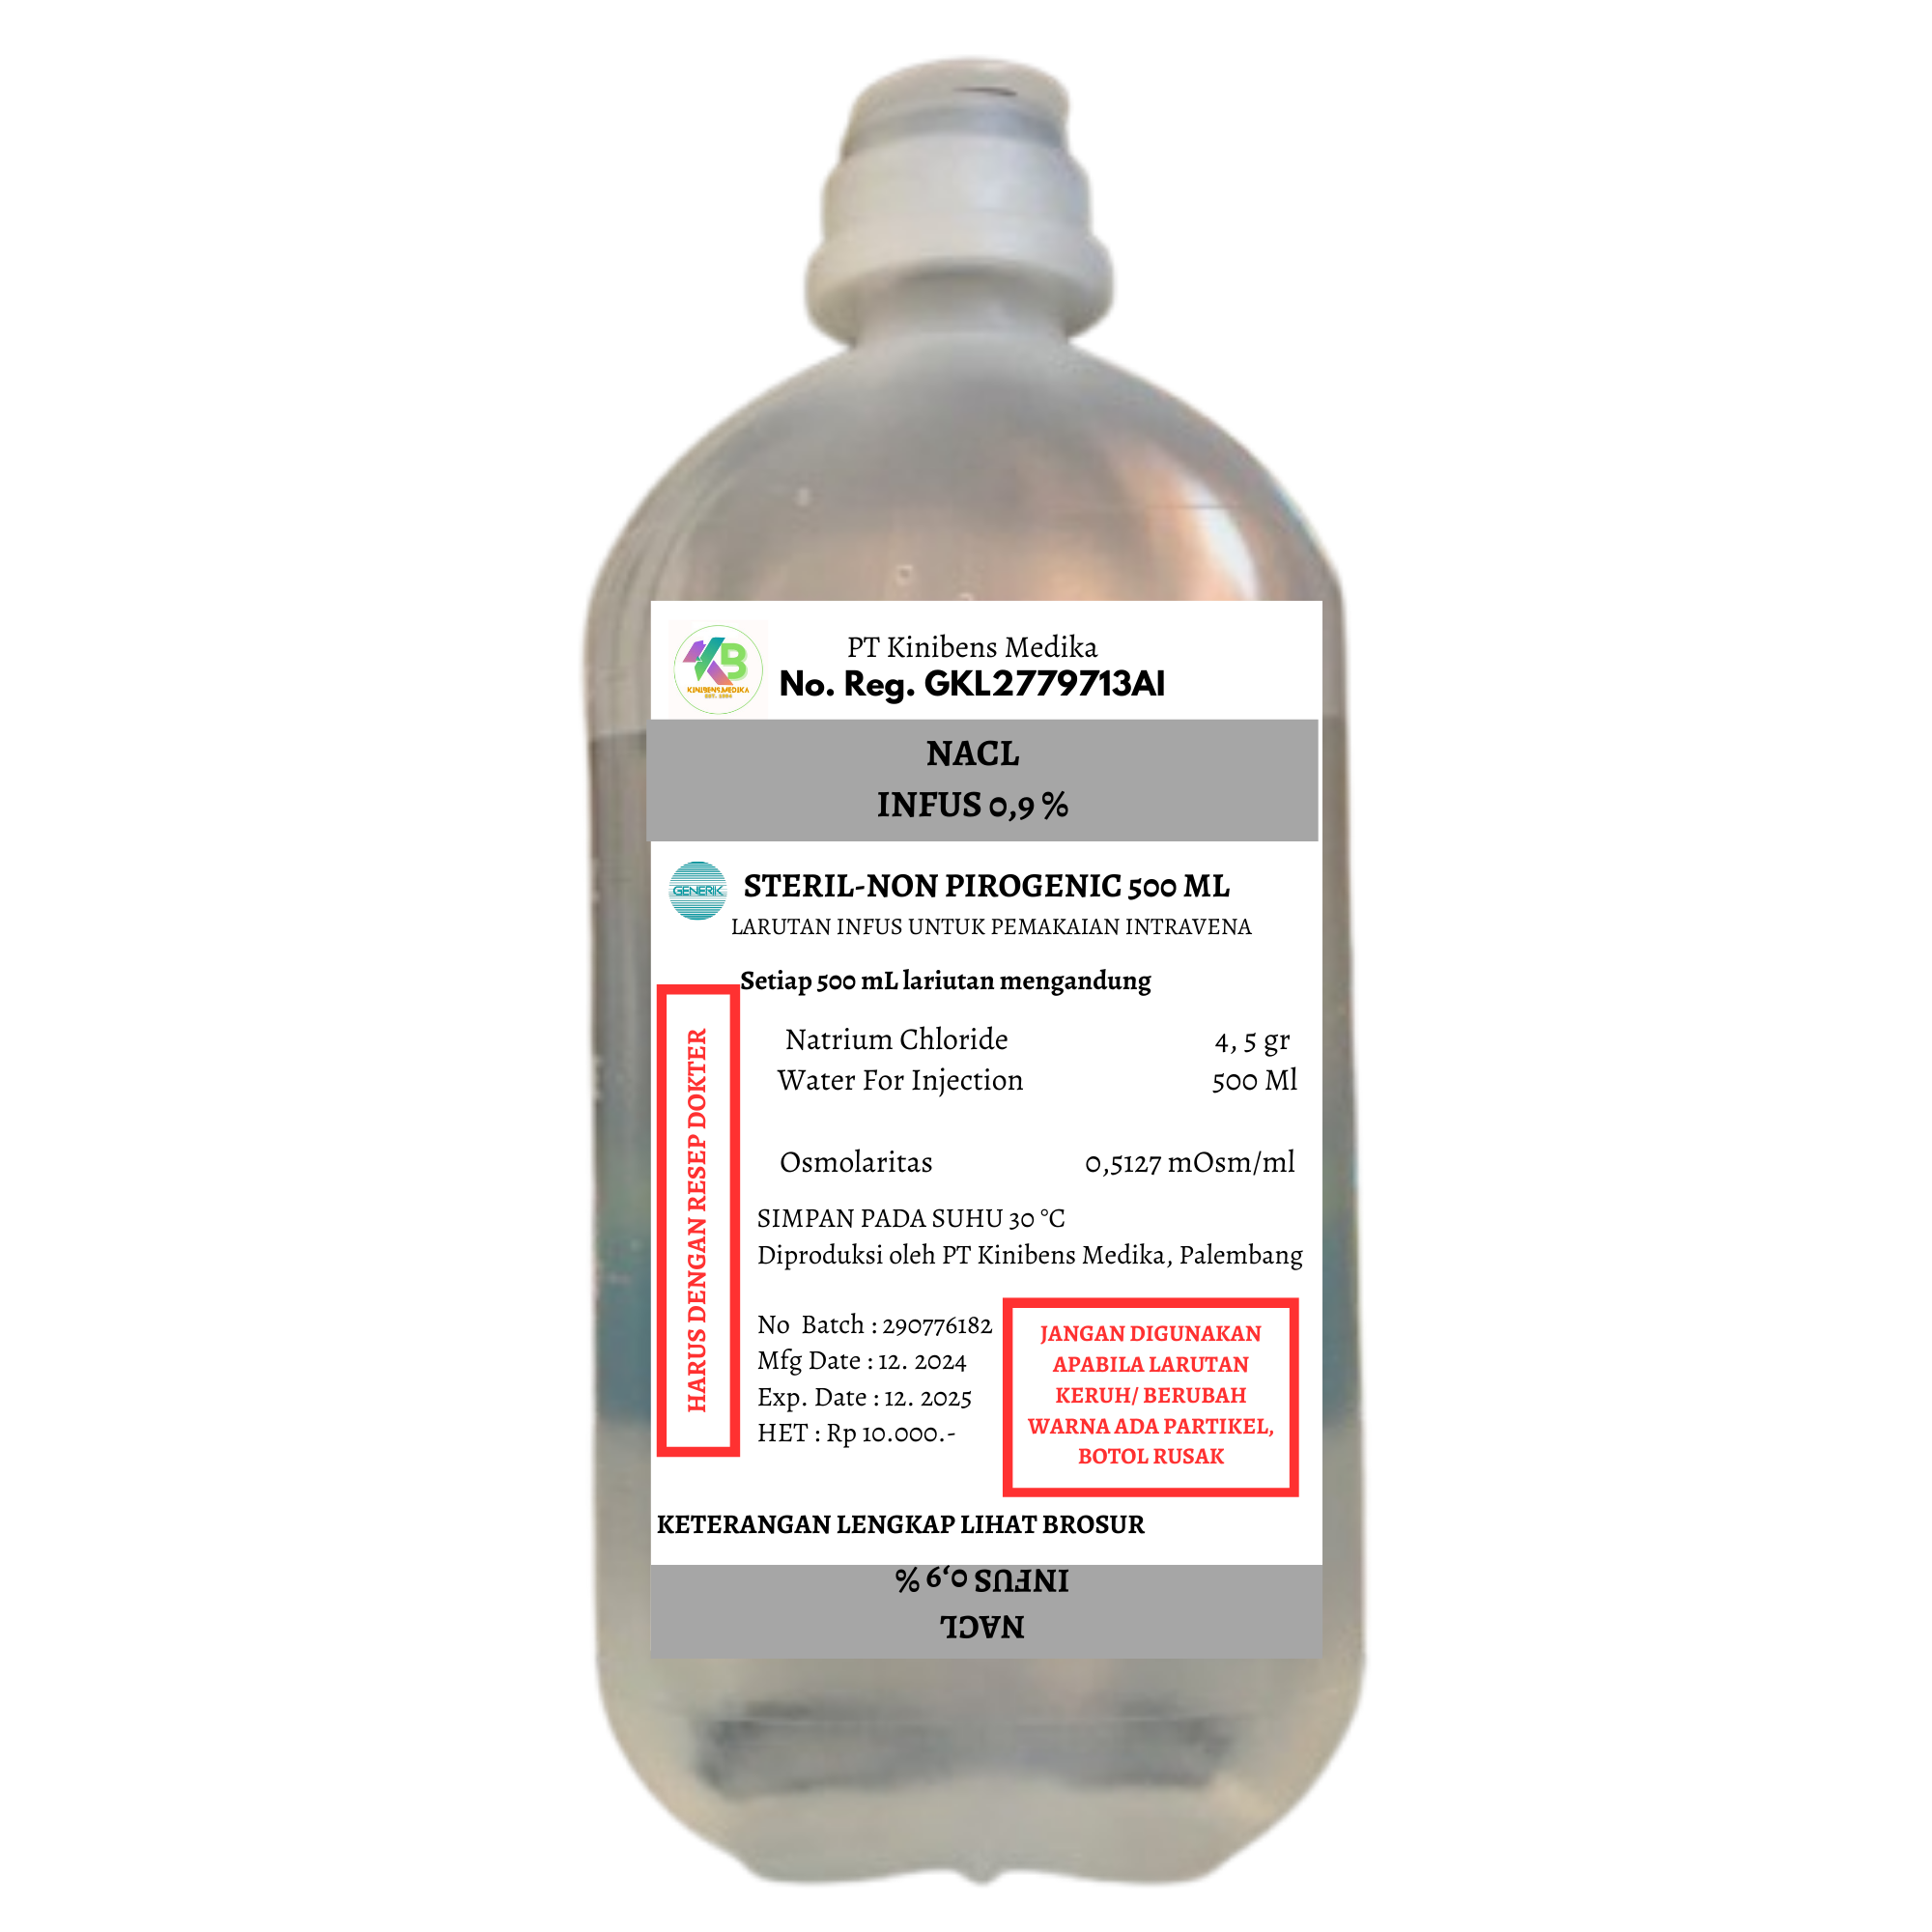 PT Kinibens Medika
No. Reg. GKL2779713AI
KB
KINIBENS MEDIKA
NACL
INFUS 0,9 %
GENERIK
STERIL-NON PIROGENIC 500 ML
LARUTAN INFUS UNTUK PEMAKAIAN INTRAVENA
Setiap 500 mL lariutan mengandung
Natrium Chloride 4, 5 gr
Water For Injection 500 Ml
Osmolaritas 0,5127 mOsm/ml
HARUS DENGAN RESEP DOKTER
SIMPAN PADA SUHU 30 °C
Diproduksi oleh PT Kinibens Medika, Palembang
No Batch : 290776182
Mfg Date : 12. 2024
Exp. Date : 12. 2025
HET : Rp 10.000.-
JANGAN DIGUNAKAN
APABILA LARUTAN
KERUH/ BERUBAH
WARNA ADA PARTIKEL,
BOTOL RUSAK
KETERANGAN LENGKAP LIHAT BROSUR
NACL
INFUS 0,9 %